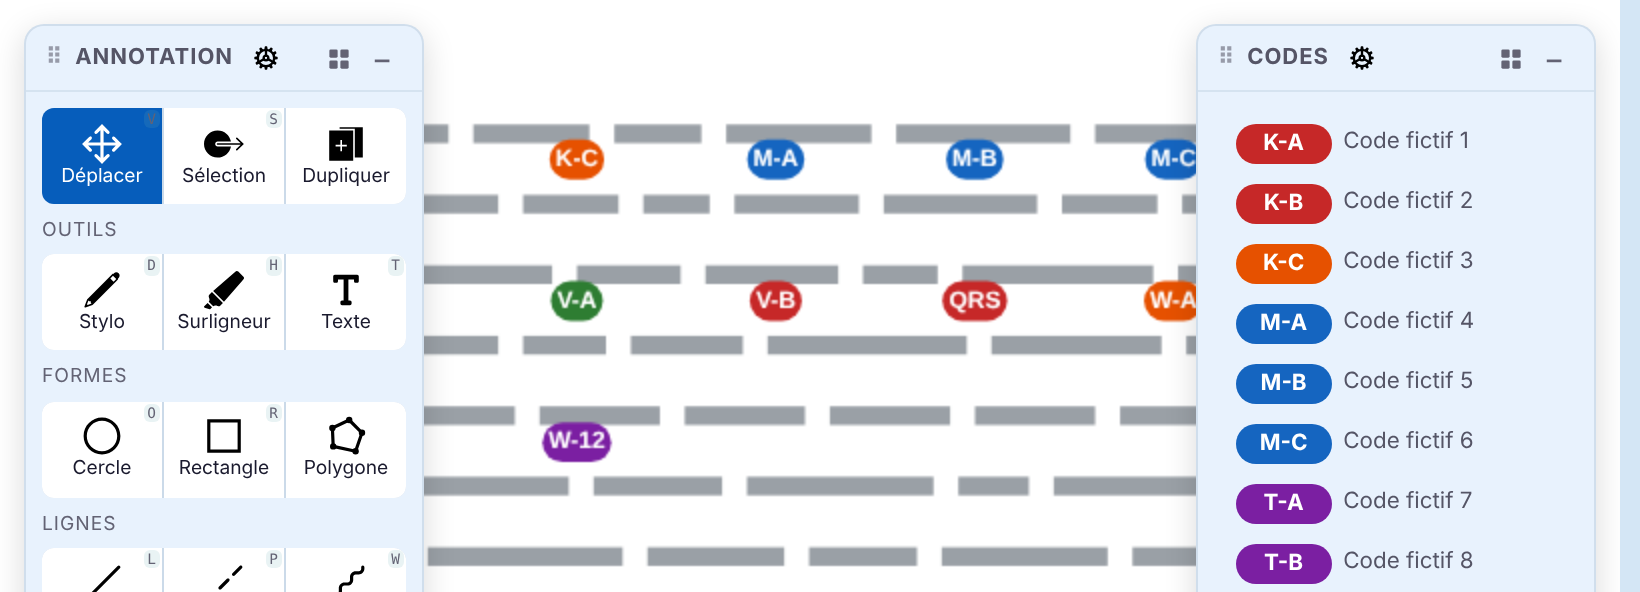 ANNOTATION
V
S
Déplacer
Sélection
Dupliquer
OUTILS
D
H
T
Stylo
Surligneur
Texte
FORMES
O
R
Cercle
Rectangle
Polygone
LIGNES
L
P
W
K-C
M-A
M-B
M-C
V-A
V-B
QRS
W-A
W-12
CODES
K-A Code fictif 1
K-B Code fictif 2
K-C Code fictif 3
M-A Code fictif 4
M-B Code fictif 5
M-C Code fictif 6
T-A Code fictif 7
T-B Code fictif 8